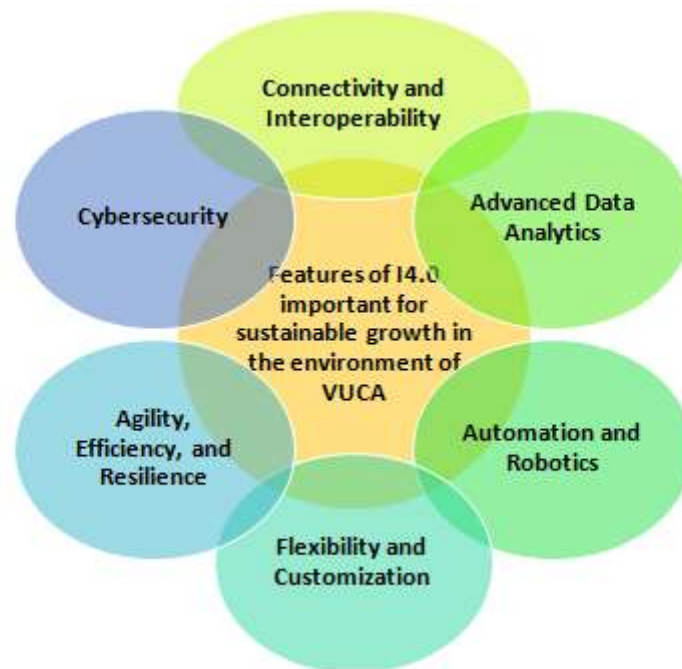 Connectivity and
Interoperability
Advanced Data
Analytics
Automation and
Robotics
Flexibility and
Customization
Agility,
Efficiency, and
Resilience
Cybersecurity
Features of I4.0
important for
sustainable growth in
the environment of
VUCA